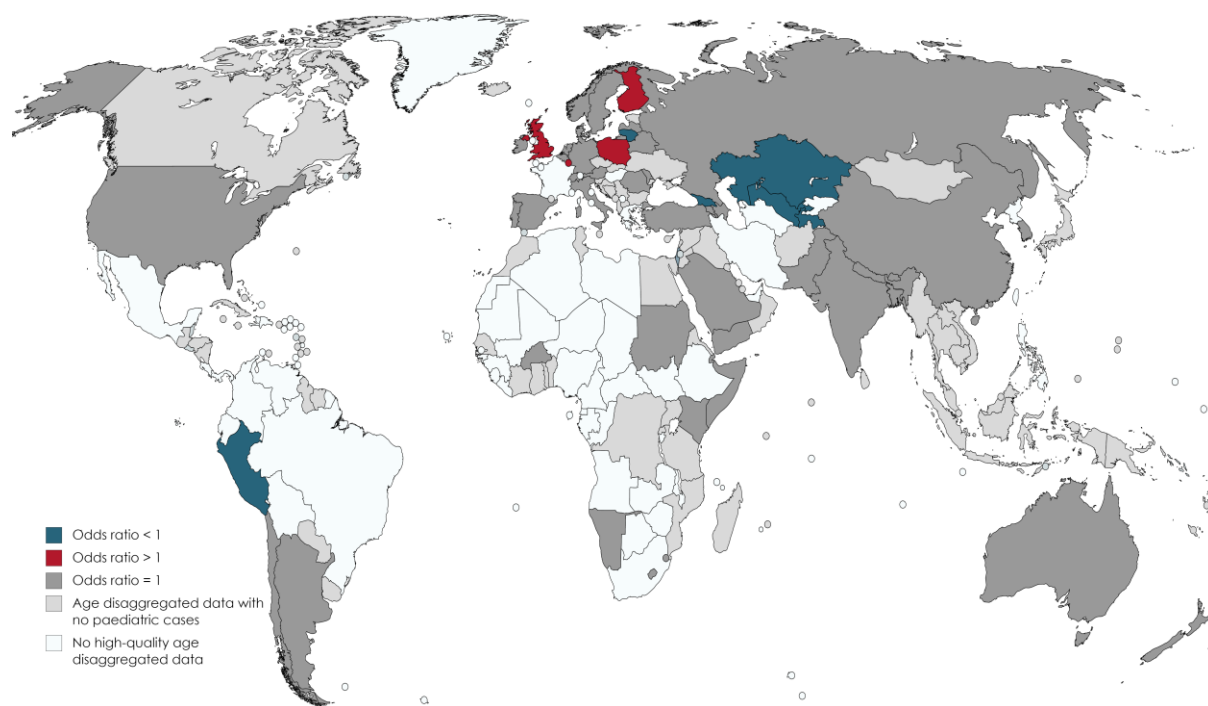 Odds ratio < 1
Odds ratio > 1
Odds ratio = 1
Age disaggregated data with
no paediatric cases
No high-quality age
disaggregated data